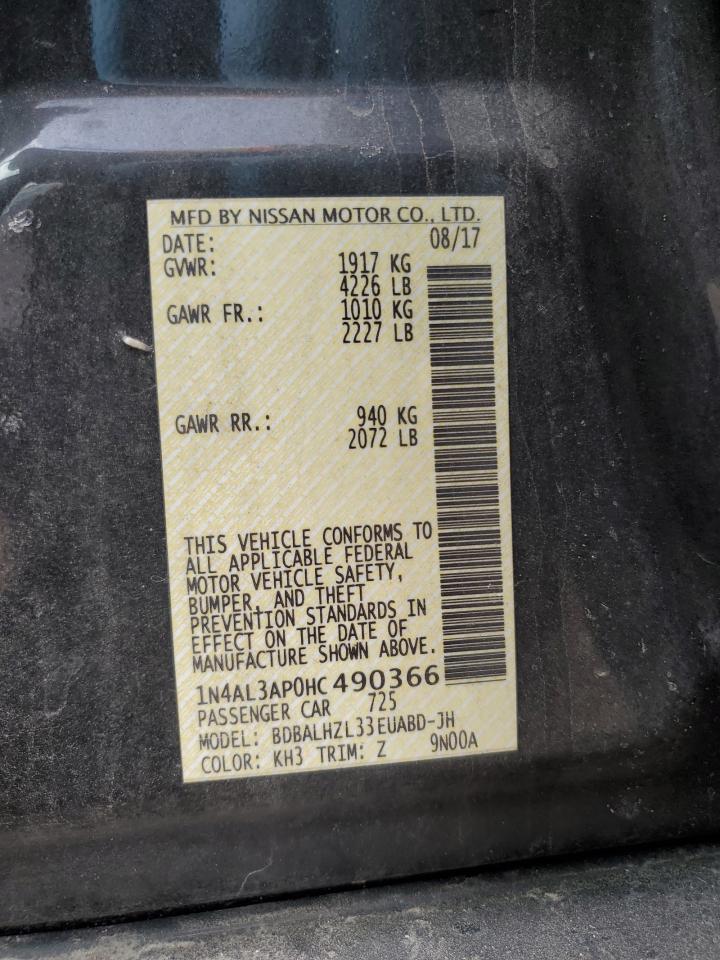 MFD BY NISSAN MOTOR CO., LTD.
DATE: 08/17
GVWR: 1917 KG
4226 LB
GAWR FR.: 1010 KG
2227 LB
GAWR RR.: 940 KG
2072 LB
THIS VEHICLE CONFORMS TO
ALL APPLICABLE FEDERAL
MOTOR VEHICLE SAFETY,
BUMPER, AND THEFT
PREVENTION STANDARDS IN
EFFECT ON THE DATE OF
MANUFACTURE SHOWN ABOVE.
1N4AL3AP0HC490366
PASSENGER CAR 725
MODEL: BDBALHZL33EUABD-JH
COLOR: KH3 TRIM: Z 9N00A